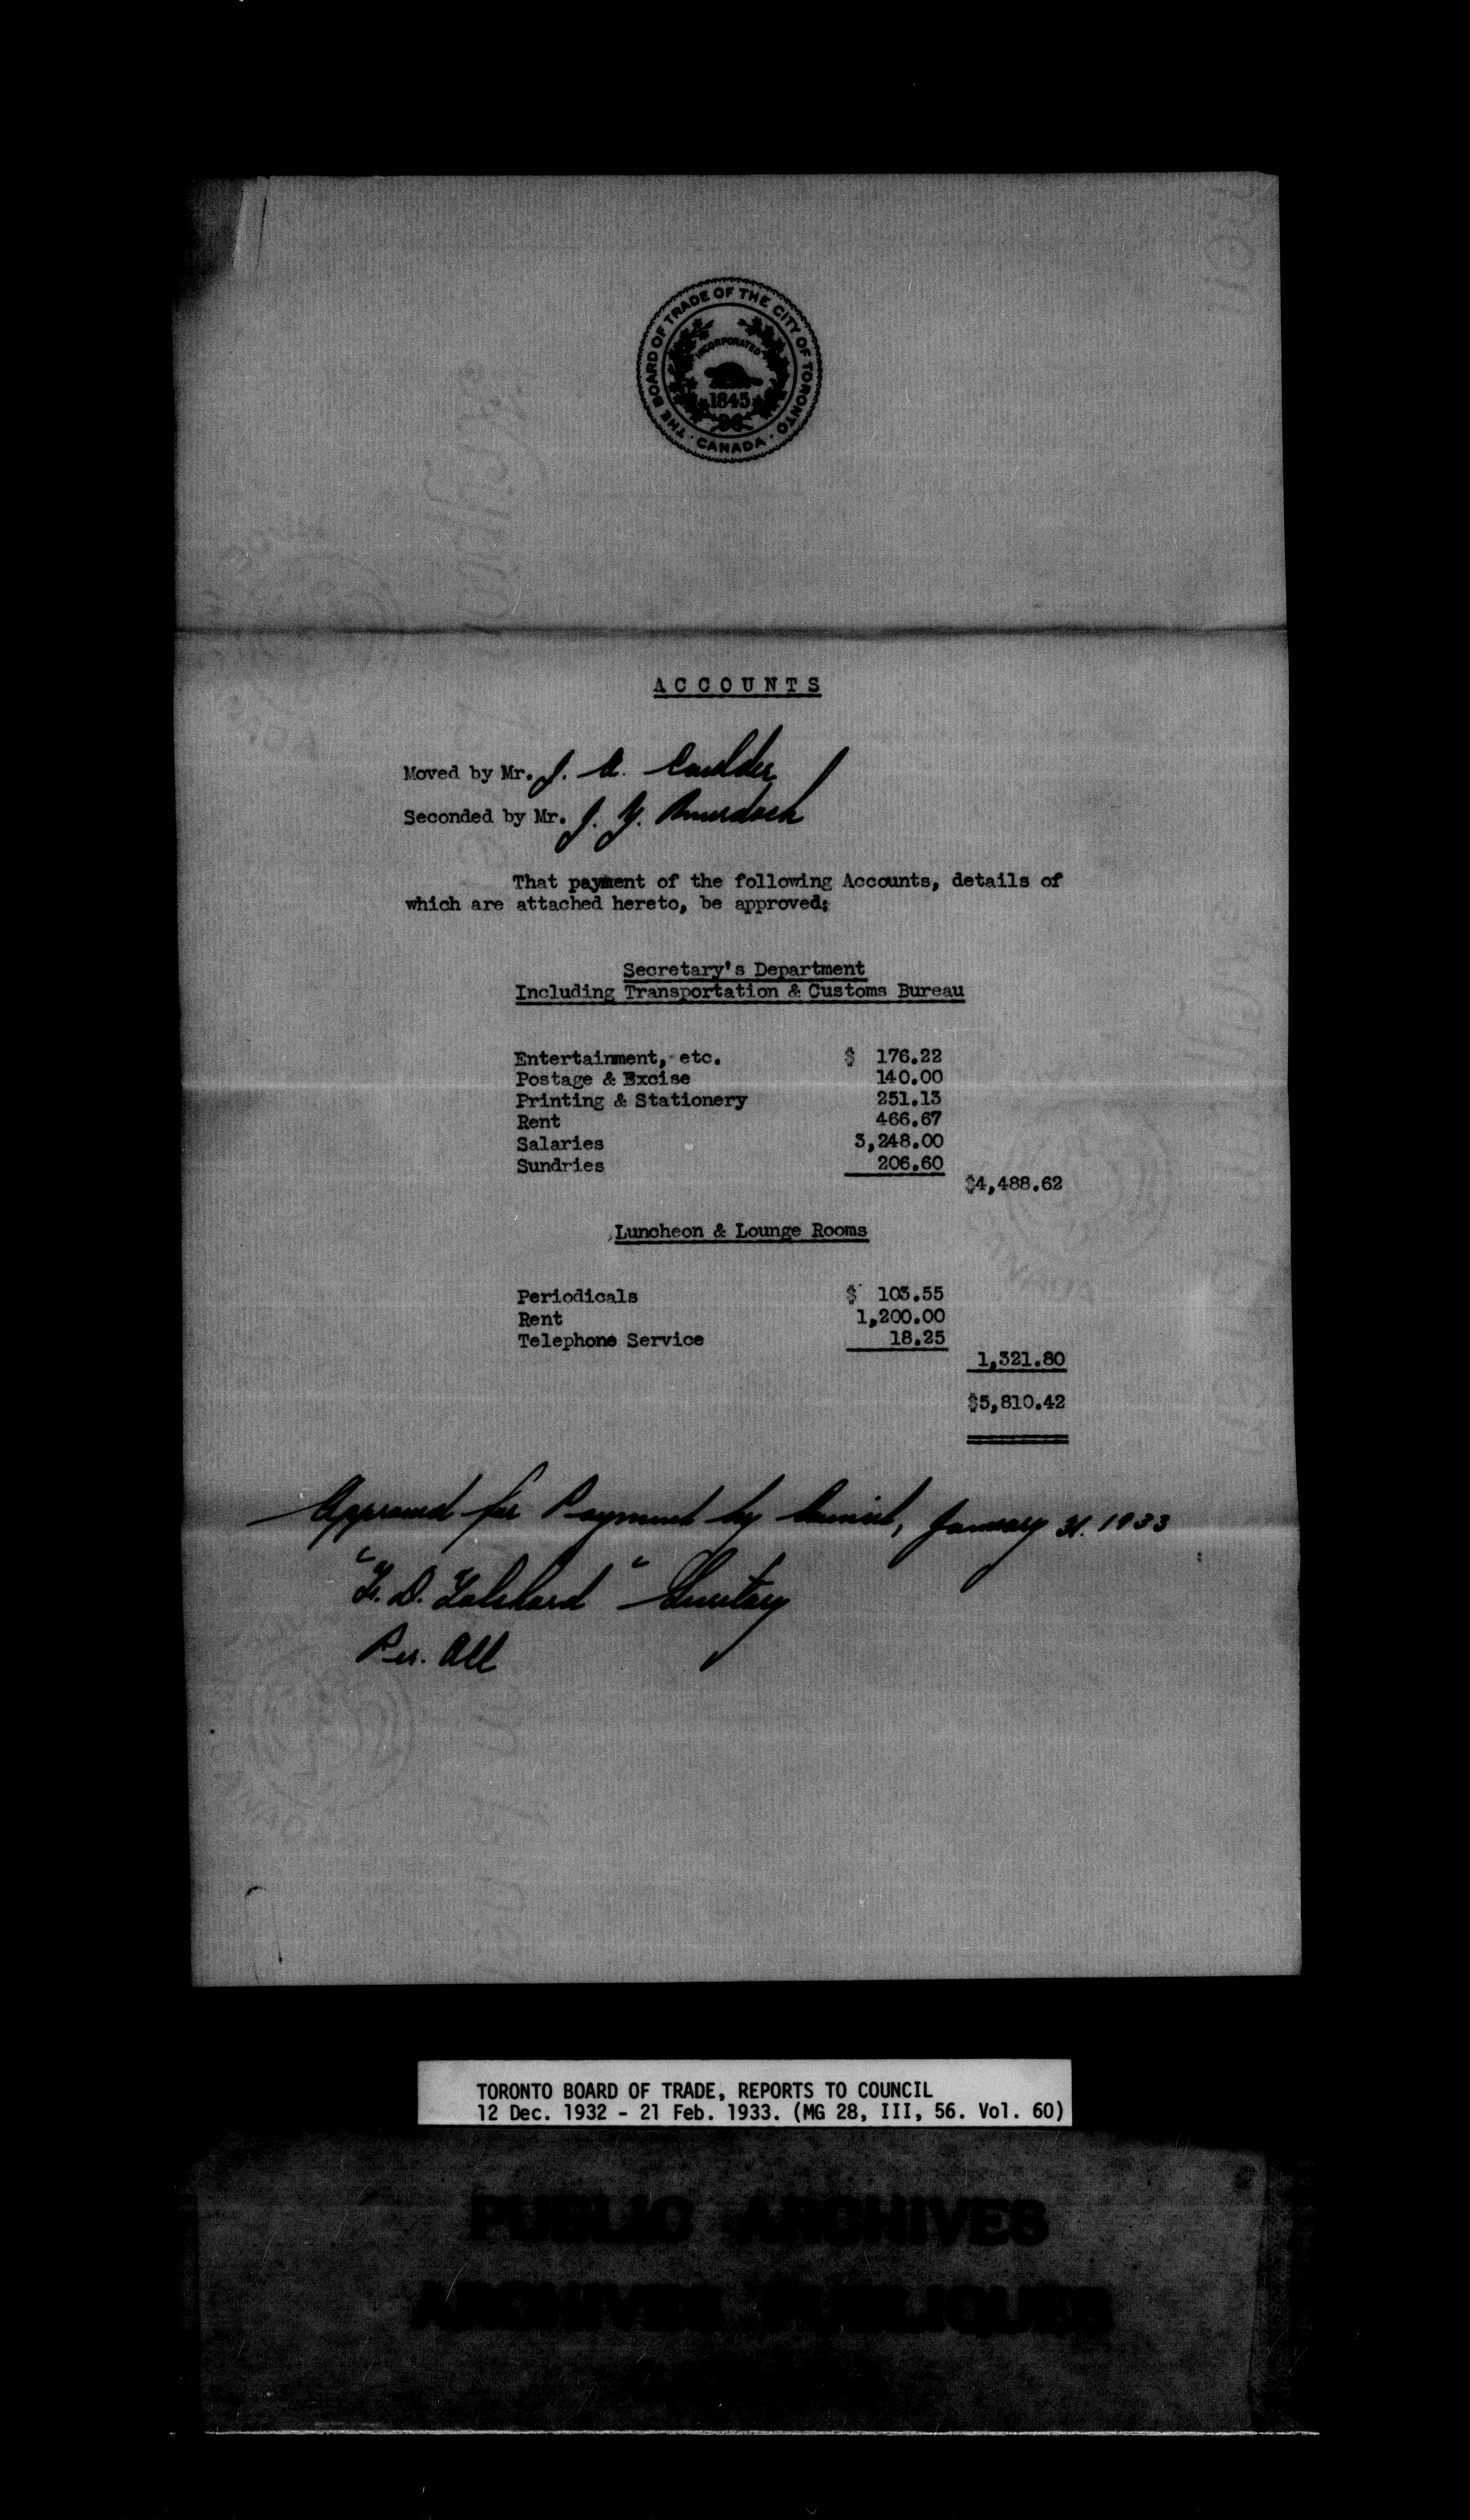 THE BOARD OF TRADE OF THE CITY OF TORONTO
INCORPORATED
1845
CANADA
ACCOUNTS
Moved by Mr. J. A.
Seconded by Mr. J. Y. Murdoch
That payment of the following Accounts, details of
which are attached hereto, be approved;
Secretary's Department
Including Transportation & Customs Bureau
Entertainment, etc. $ 176.22
Postage & Excise 140.00
Printing & Stationery 251.13
Rent 466.67
Salaries 3,248.00
Sundries 206.60
$4,488.62
Luncheon & Lounge Rooms
Periodicals $ 103.55
Rent 1,200.00
Telephone Service 18.25
1,321.80
$5,810.42
Approved for Payment by Council, January 31. 1933
"F. D. Tolchard" Secretary
Per.
TORONTO BOARD OF TRADE, REPORTS TO COUNCIL
12 Dec. 1932 - 21 Feb. 1933. (MG 28, III, 56. Vol. 60)
PUBLIC ARCHIVES
ARCHIVES PUBLIQUES